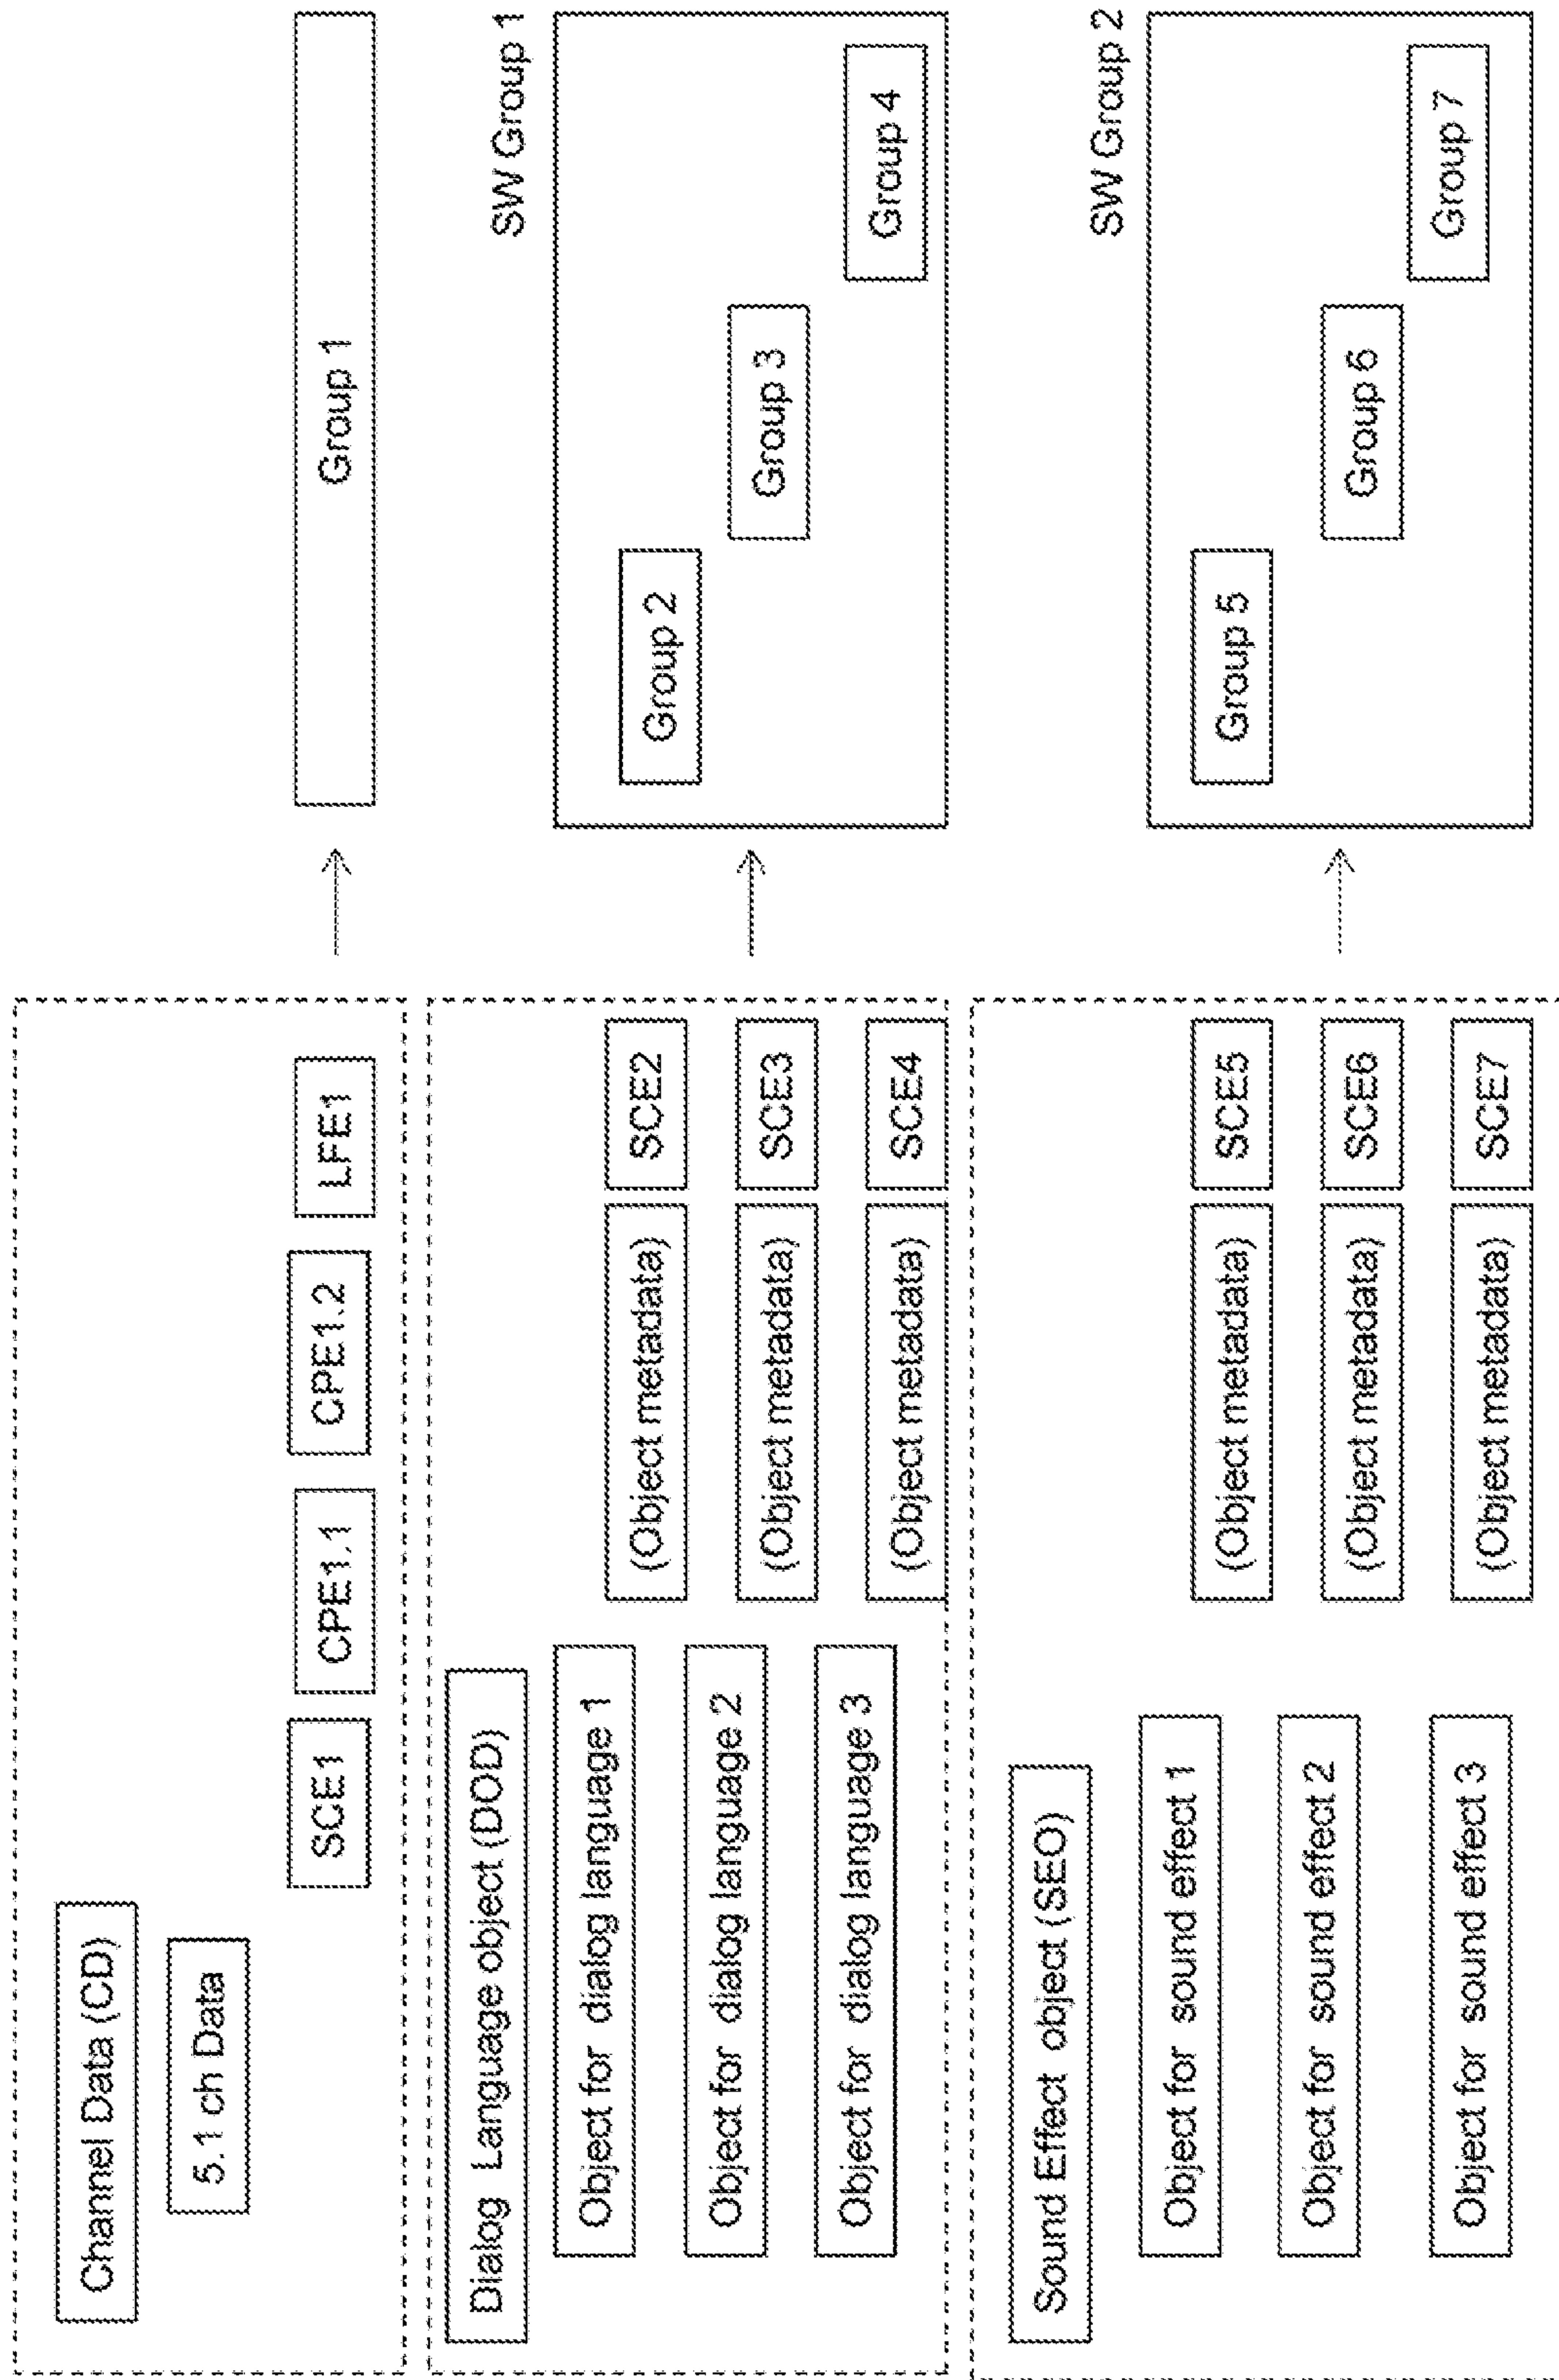 Channel Data (CD)
5.1 ch Data
SCE1
CPE1.1
CPE1.2
LFE1
Group 1
Dialog Language object (DOD)
SW Group 1
Object for dialog language 1
(Object metadata)
SCE2
Group 2
Object for dialog language 2
(Object metadata)
SCE3
Group 3
Object for dialog language 3
(Object metadata)
SCE4
Group 4
Sound Effect object (SEO)
SW Group 2
Object for sound effect 1
(Object metadata)
SCE5
Group 5
Object for sound effect 2
(Object metadata)
SCE6
Group 6
Object for sound effect 3
(Object metadata)
SCE7
Group 7